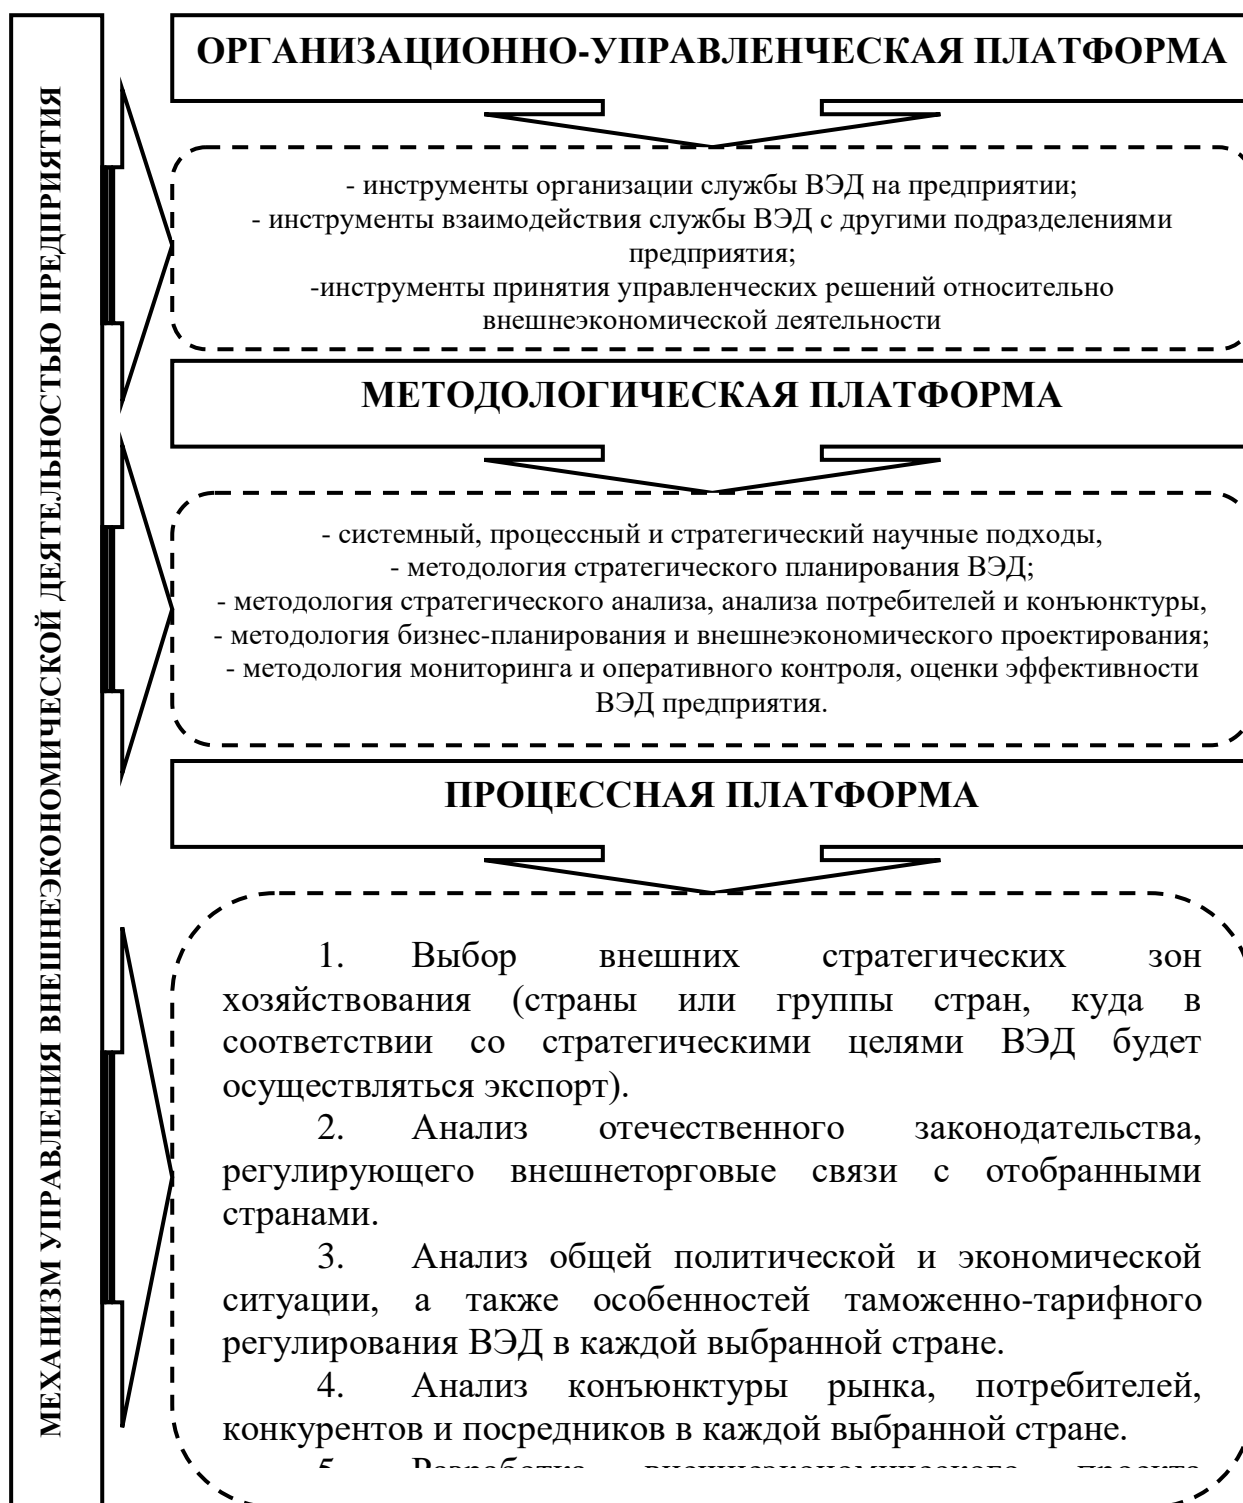 МЕХАНИЗМ УПРАВЛЕНИЯ ВНЕШНЕЭКОНОМИЧЕСКОЙ ДЕЯТЕЛЬНОСТЬЮ ПРЕДПРИЯТИЯ
ОРГАНИЗАЦИОННО-УПРАВЛЕНЧЕСКАЯ ПЛАТФОРМА
- инструменты организации службы ВЭД на предприятии;
- инструменты взаимодействия службы ВЭД с другими подразделениями
предприятия;
-инструменты принятия управленческих решений относительно
внешнеэкономической деятельности
МЕТОДОЛОГИЧЕСКАЯ ПЛАТФОРМА
- системный, процессный и стратегический научные подходы,
- методология стратегического планирования ВЭД;
- методология стратегического анализа, анализа потребителей и конъюнктуры,
- методология бизнес-планирования и внешнеэкономического проектирования;
- методология мониторинга и оперативного контроля, оценки эффективности
ВЭД предприятия.
ПРОЦЕССНАЯ ПЛАТФОРМА
1. Выбор внешних стратегических зон
хозяйствования (страны или группы стран, куда в
соответствии со стратегическими целями ВЭД будет
осуществляться экспорт).
2. Анализ отечественного законодательства,
регулирующего внешнеторговые связи с отобранными
странами.
3. Анализ общей политической и экономической
ситуации, а также особенностей таможенно-тарифного
регулирования ВЭД в каждой выбранной стране.
4. Анализ конъюнктуры рынка, потребителей,
конкурентов и посредников в каждой выбранной стране.
5. Разработка внешнеэкономического проекта